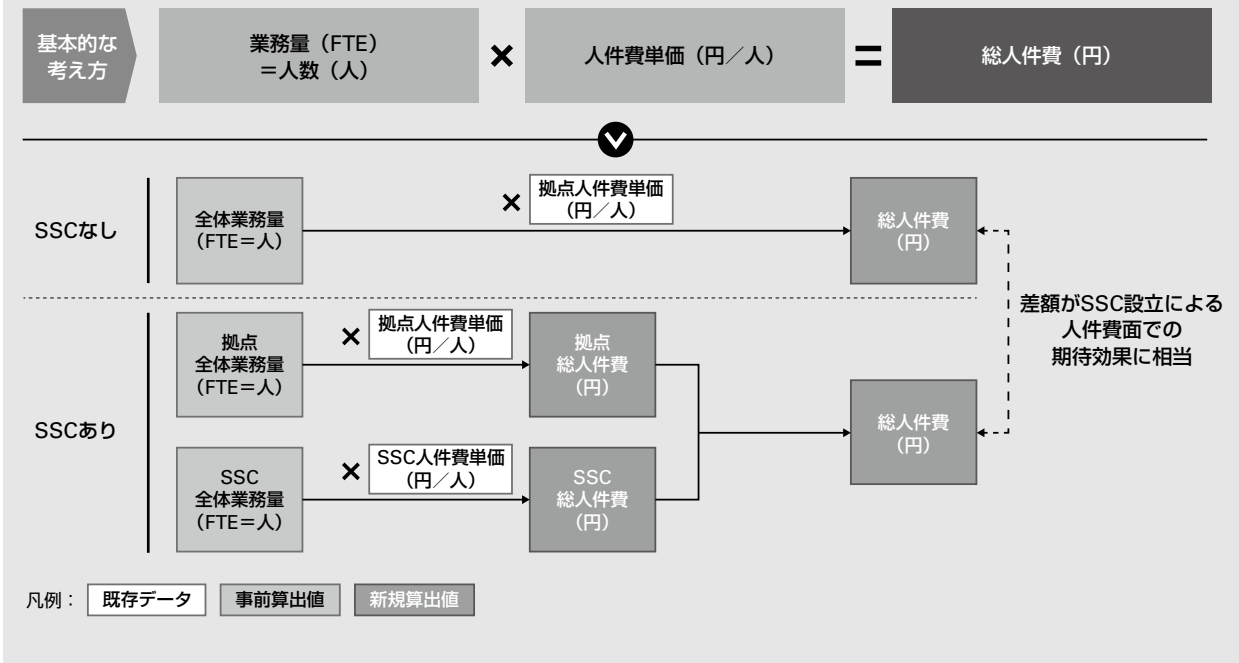 基本的な
考え方
業務量（FTE）
＝人数（人）
×
人件費単価（円／人）
=
総人件費（円）
SSCなし
全体業務量
（FTE＝人）
×
拠点人件費単価
（円／人）
総人件費
（円）
SSCあり
拠点
全体業務量
（FTE＝人）
×
拠点人件費単価
（円／人）
拠点
総人件費
（円）
SSC
全体業務量
（FTE＝人）
×
SSC人件費単価
（円／人）
SSC
総人件費
（円）
総人件費
（円）
差額がSSC設立による
人件費面での
期待効果に相当
凡例：
既存データ
事前算出値
新規算出値